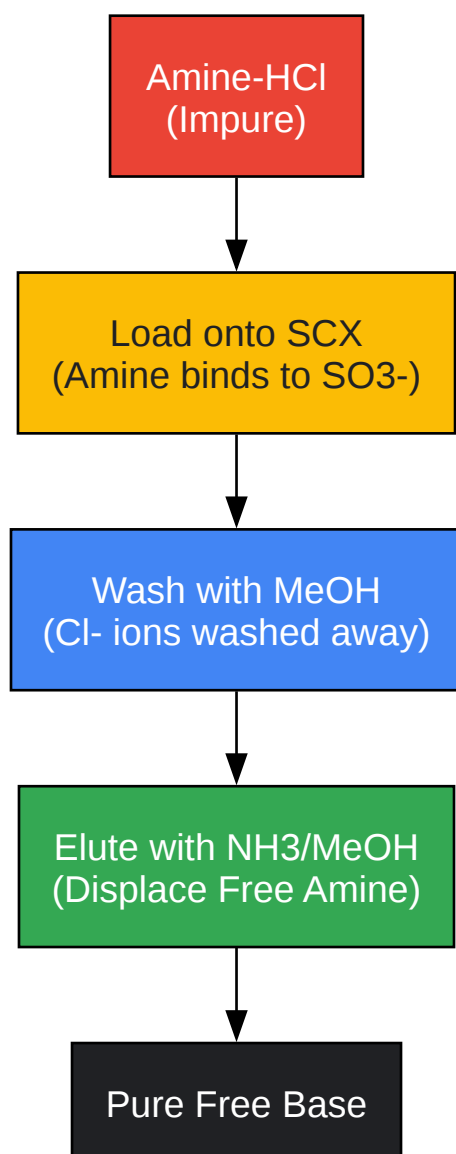 Amine-HCl
(Impure)
Load onto SCX
(Amine binds to SO3-)
Wash with MeOH
(Cl- ions washed away)
Elute with NH3/MeOH
(Displace Free Amine)
Pure Free Base